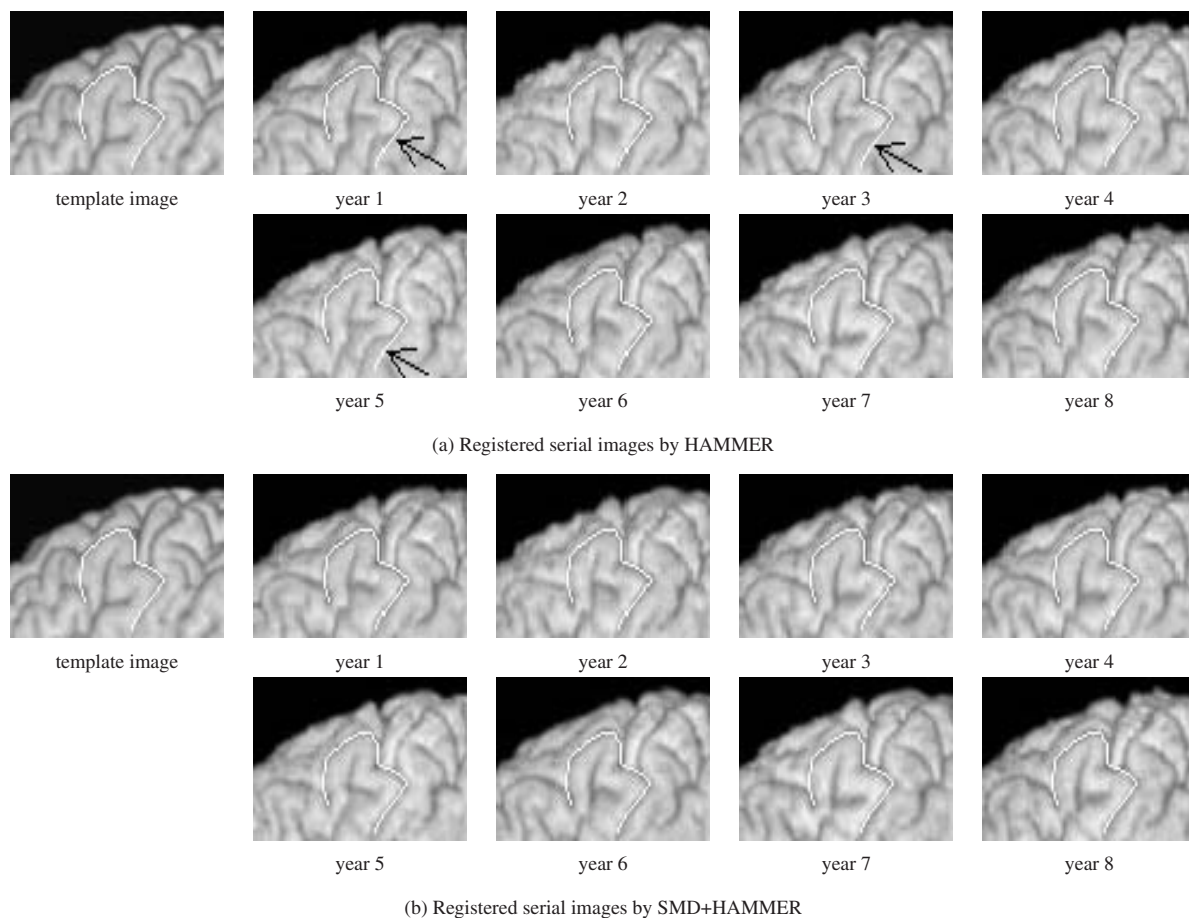 template image
year 1
year 2
year 3
year 4
year 5
year 6
year 7
year 8
(a) Registered serial images by HAMMER
template image
year 1
year 2
year 3
year 4
year 5
year 6
year 7
year 8
(b) Registered serial images by SMD+HAMMER